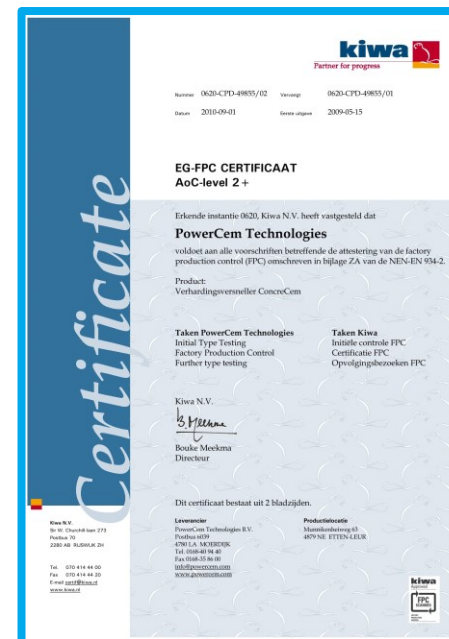 kiwa
Partner for progress
Nummer 0620-CPD-49855/02 Vervangt 0620-CPD-49855/01
Datum 2010-09-01 Eerste uitgave 2009-05-15
EG-FPC CERTIFICAAT
AoC-level 2+
Certificate
Erkende instantie 0620, Kiwa N.V. heeft vastgesteld dat
PowerCem Technologies
voldoet aan alle voorschriften betreffende de attestering van de factory
production control (FPC) omschreven in bijlage ZA van de NEN-EN 934-2.
Product:
Verhardingsversneller ConcreCem
Taken PowerCem Technologies Taken Kiwa
Initial Type Testing Initiële controle FPC
Factory Production Control Certificatie FPC
Further type testing Opvolgingsbezoeken FPC
Kiwa N.V.
B. Meekma
Bouke Meekma
Directeur
Dit certificaat bestaat uit 2 bladzijden.
Kiwa N.V.
Sir W. Churchill-laan 273
Postbus 70
2280 AB RIJSWIJK ZH
Tel. 070 414 44 00
Fax 070 414 44 20
E-mail certif@kiwa.nl
www.kiwa.nl
Leverancier
PowerCem Technologies B.V.
Postbus 6039
4780 LA MOERDIJK
Tel. 0168-40 94 40
Fax 0168-35 86 00
info@powercem.com
www.powercem.com
Productielocatie
Munnikenheiweg 63
4879 NE ETTEN-LEUR
kiwa
Approved
FPC